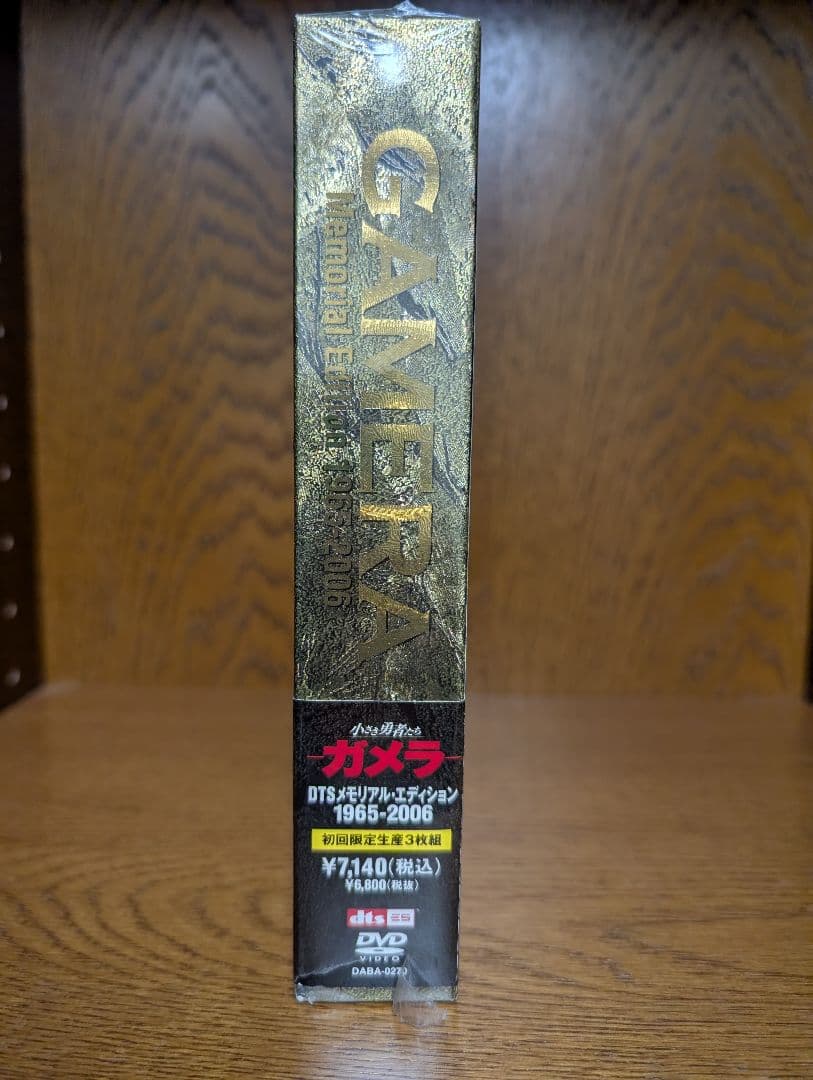 GAMERA
Memorial Edition 1965~2006
小さき勇者たち
ガメラ
DTSメモリアル・エディション
1965-2006
初回限定生産3枚組
¥7,140(税込)
¥6,800(税抜)
dts ES
DVD
VIDEO
DABA-0270